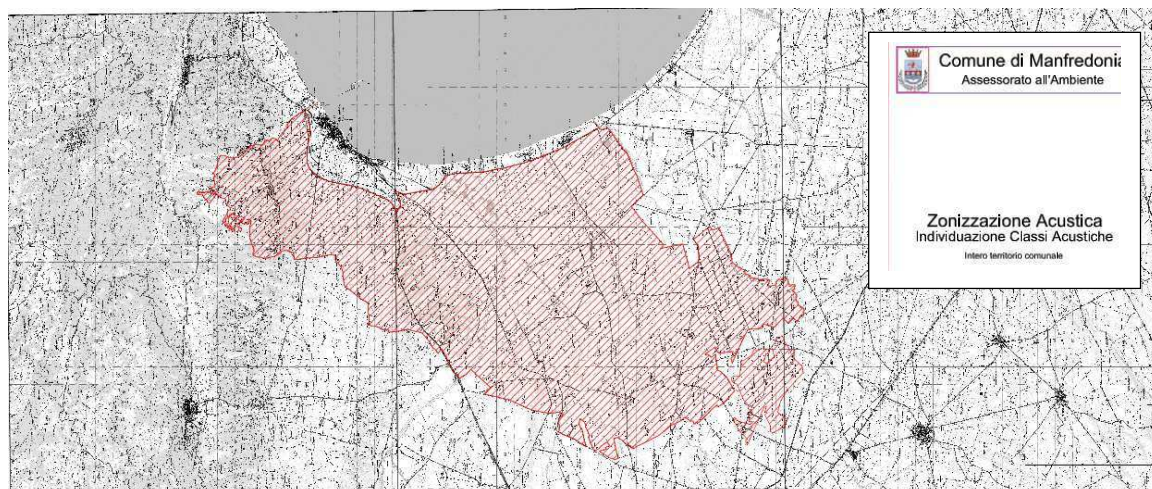 Comune di Manfredonia
Assessorato all'Ambiente
Zonizzazione Acustica
Individuazione Classi Acustiche
Intero territorio comunale